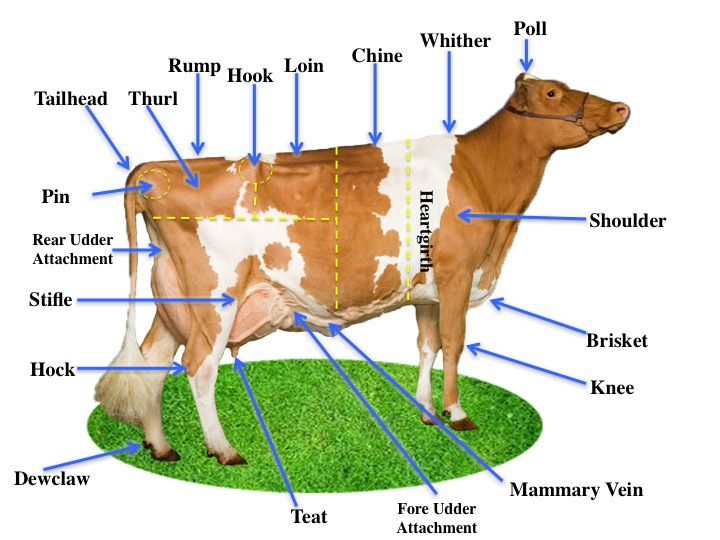 Poll
Whither
Chine
Rump
Hook
Loin
Tailhead
Thurl
Pin
Heartgirth
Shoulder
Rear Udder
Attachment
Stifle
Brisket
Hock
Knee
Dewclaw
Mammary Vein
Teat
Fore Udder
Attachment